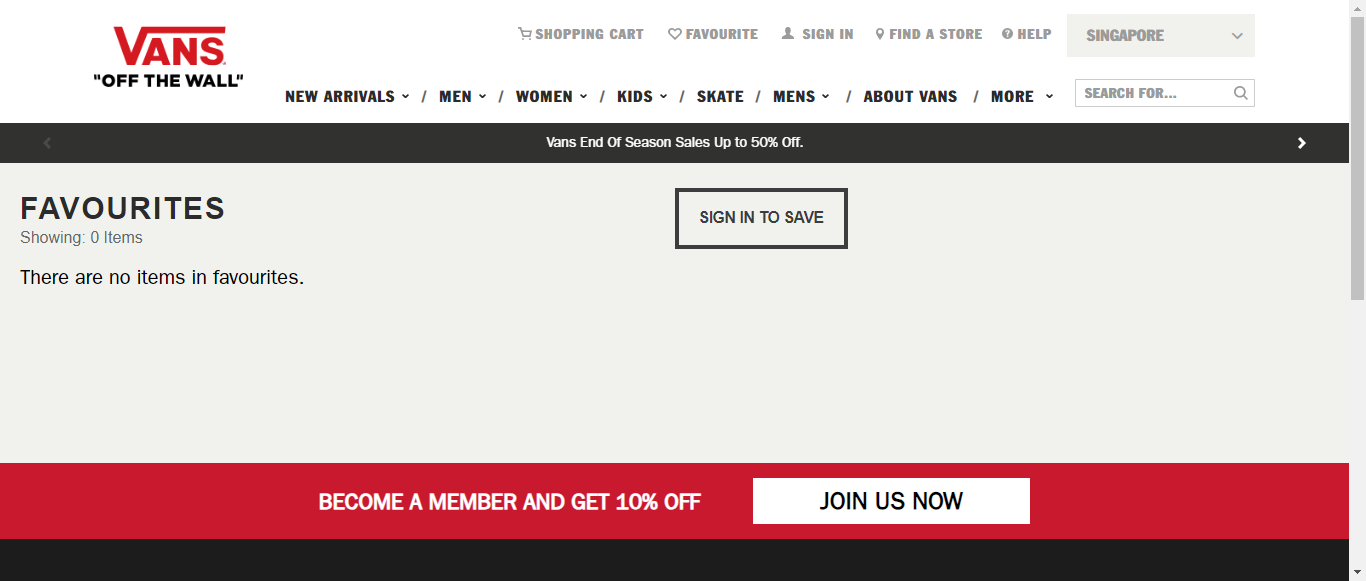 VANS
"OFF THE WALL"
SHOPPING CART FAVOURITE SIGN IN FIND A STORE HELP SINGAPORE
NEW ARRIVALS / MEN / WOMEN / KIDS / SKATE / MENS / ABOUT VANS / MORE SEARCH FOR...
Vans End Of Season Sales Up to 50% Off.
FAVOURITES
SIGN IN TO SAVE
Showing: 0 Items
There are no items in favourites.
BECOME A MEMBER AND GET 10% OFF JOIN US NOW